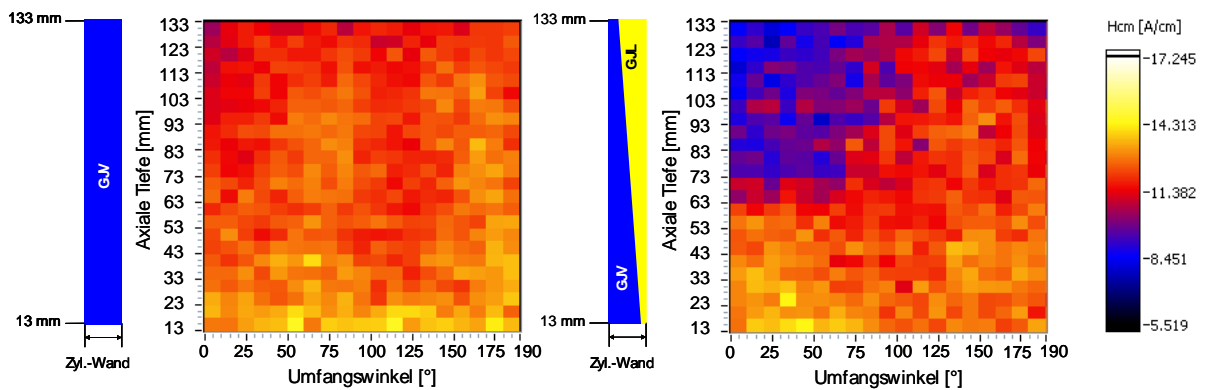 133 mm
GJV
13 mm
Zyl.-Wand
Axiale Tiefe [mm]
133
123
113
103
93
83
73
63
53
43
33
23
13
0 25 50 75 100 125 150 175 190
Umfangswinkel [°]
133 mm
GJL
GJV
13 mm
Zyl.-Wand
Axiale Tiefe [mm]
133
123
113
103
93
83
73
63
53
43
33
23
13
0 25 50 75 100 125 150 175 190
Umfangswinkel [°]
Hcm [A/cm]
17.245
14.313
11.382
8.451
5.519